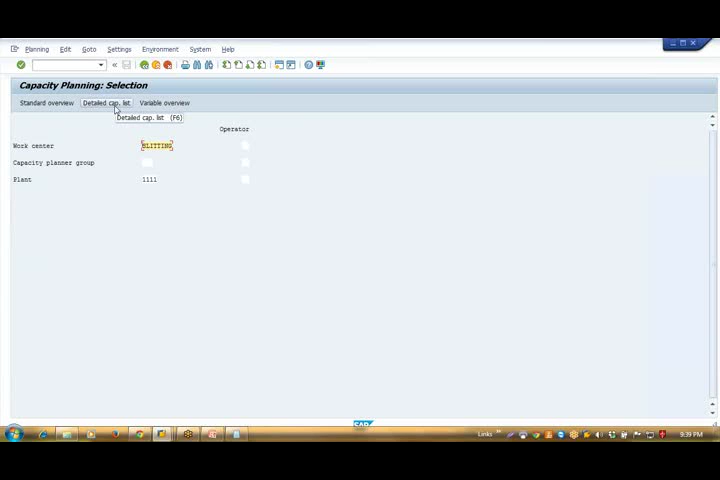 Planning Edit Goto Settings Environment System Help
Capacity Planning: Selection
Standard overview Detailed cap. list Variable overview
Detailed cap. list (F6)
Operator
Work center SLITTING
Capacity planner group
Plant 1111
SAP
Links 9:39 PM